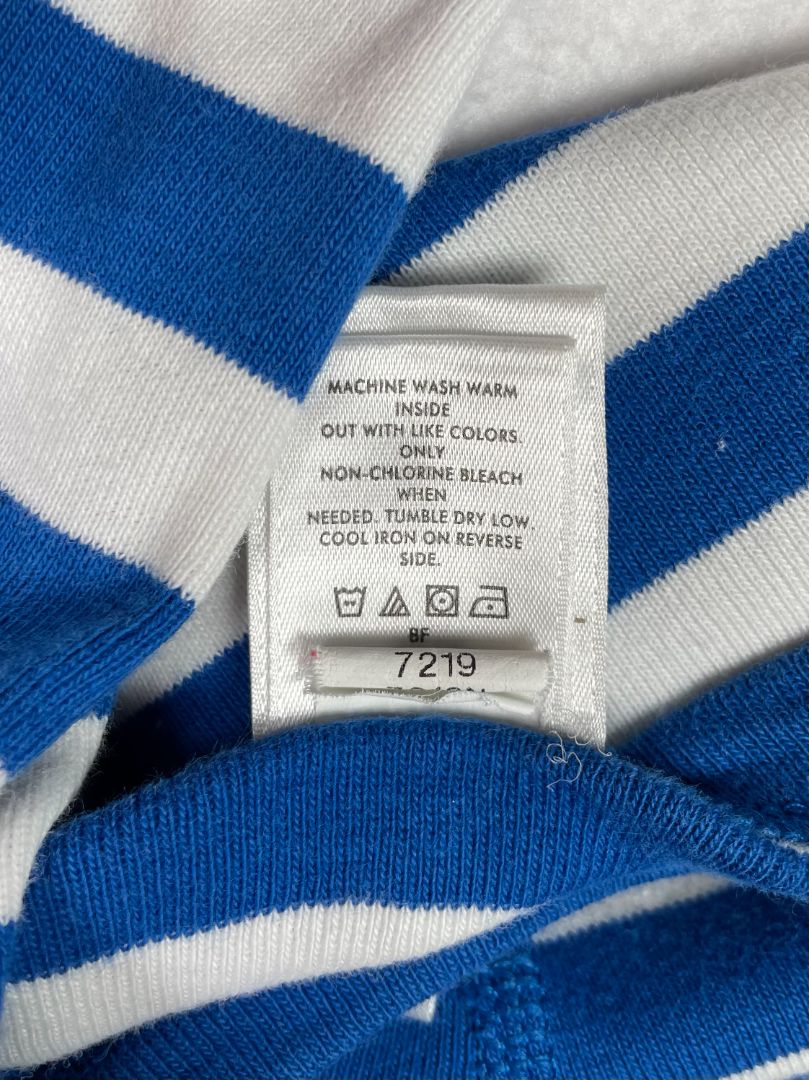 MACHINE WASH WARM
INSIDE
OUT WITH LIKE COLORS.
ONLY
NON-CHLORINE BLEACH
WHEN
NEEDED. TUMBLE DRY LOW.
COOL IRON ON REVERSE
SIDE.
BF
7219